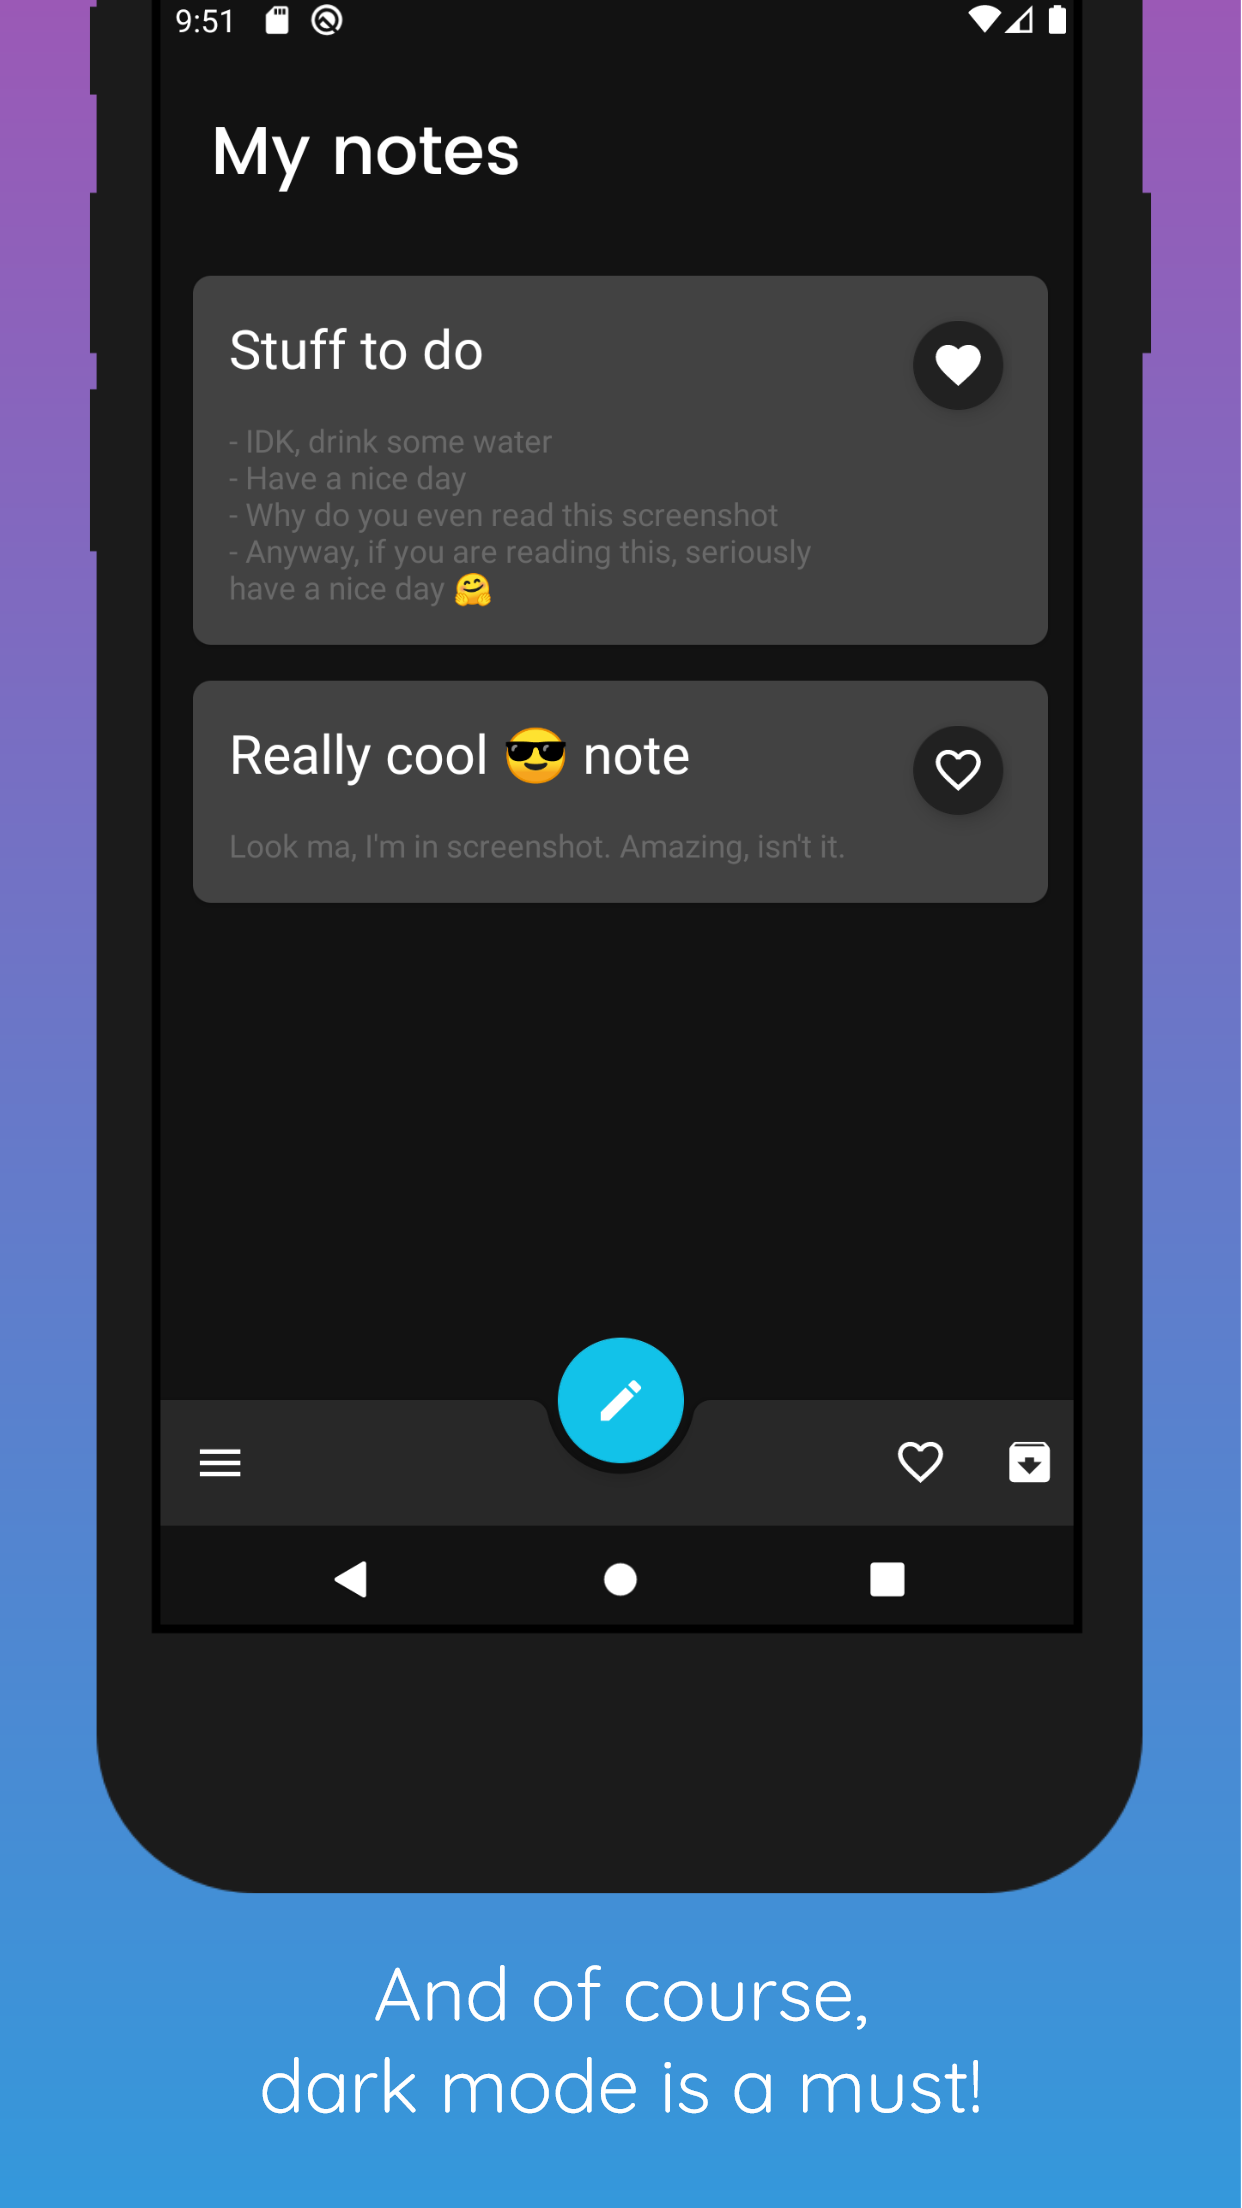 9:51
My notes
Stuff to do
- IDK, drink some water
- Have a nice day
- Why do you even read this screenshot
- Anyway, if you are reading this, seriously
have a nice day 🤗
Really cool 😎 note
Look ma, I'm in screenshot. Amazing, isn't it.
And of course,
dark mode is a must!